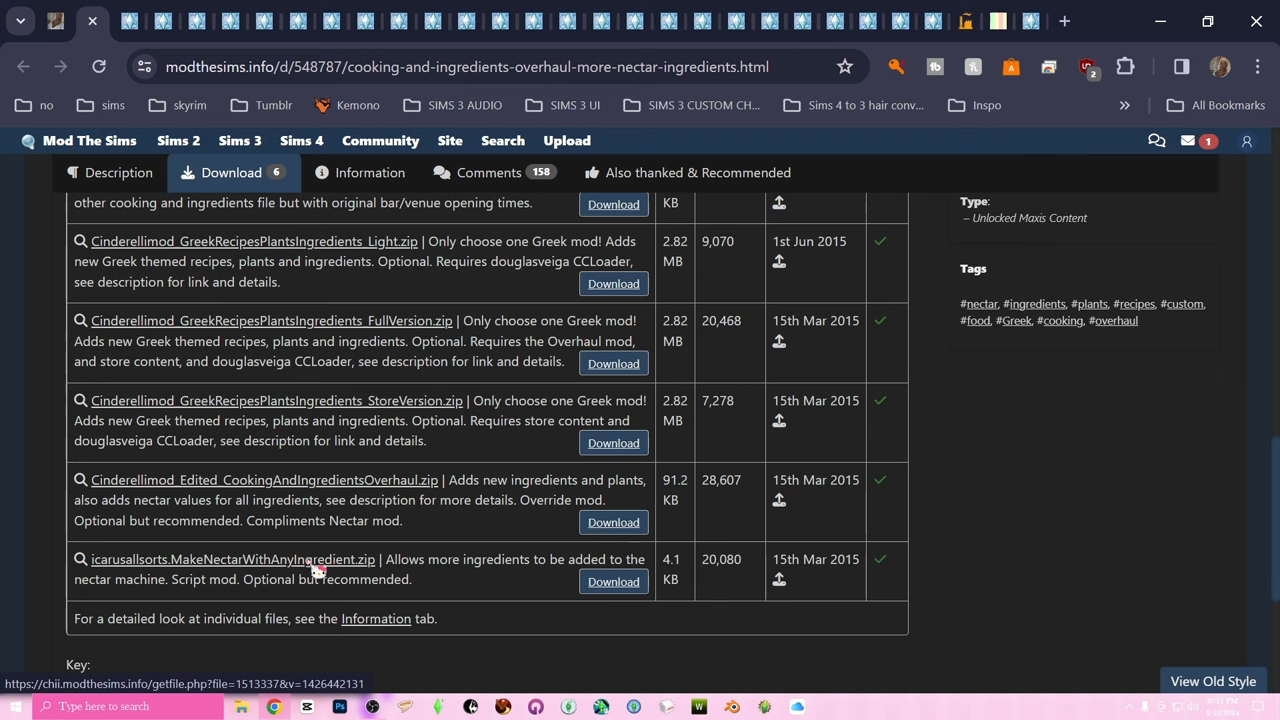 modthesims.info/d/548787/cooking-and-ingredients-overhaul-more-nectar-ingredients.html
2
no
sims
skyrim
Tumblr
Kemono
SIMS 3 AUDIO
SIMS 3 UI
SIMS 3 CUSTOM CH...
Sims 4 to 3 hair conv...
Inspo
»
All Bookmarks
Mod The Sims Sims 2 Sims 3 Sims 4 Community Site Search Upload
1
Description
Download 6
Information
Comments 158
Also thanked & Recommended
other cooking and ingredients file but with original bar/venue opening times.
Download
KB
Cinderellimod_GreekRecipesPlantsIngredients_Light.zip | Only choose one Greek mod! Adds
new Greek themed recipes, plants and ingredients. Optional. Requires douglasveiga CCLoader,
see description for link and details.
Download
2.82
MB
9,070
1st Jun 2015
Cinderellimod_GreekRecipesPlantsIngredients_FullVersion.zip | Only choose one Greek mod!
Adds new Greek themed recipes, plants and ingredients. Optional. Requires the Overhaul mod,
and store content, and douglasveiga CCLoader, see description for link and details.
Download
2.82
MB
20,468
15th Mar 2015
Cinderellimod_GreekRecipesPlantsIngredients_StoreVersion.zip | Only choose one Greek mod!
Adds new Greek themed recipes, plants and ingredients. Optional. Requires store content and
douglasveiga CCLoader, see description for link and details.
Download
2.82
MB
7,278
15th Mar 2015
Cinderellimod_Edited_CookingAndIngredientsOverhaul.zip | Adds new ingredients and plants,
also adds nectar values for all ingredients, see description for more details. Override mod.
Optional but recommended. Compliments Nectar mod.
Download
91.2
KB
28,607
15th Mar 2015
icarusallsorts.MakeNectarWithAnyIngredient.zip | Allows more ingredients to be added to the
nectar machine. Script mod. Optional but recommended.
Download
4.1
KB
20,080
15th Mar 2015
For a detailed look at individual files, see the Information tab.
Key:
Type:
– Unlocked Maxis Content
Tags
#nectar, #ingredients, #plants, #recipes, #custom,
#food, #Greek, #cooking, #overhaul
View Old Style
https://chii.modthesims.info/getfile.php?file=1513337&v=1426442131
Type here to search